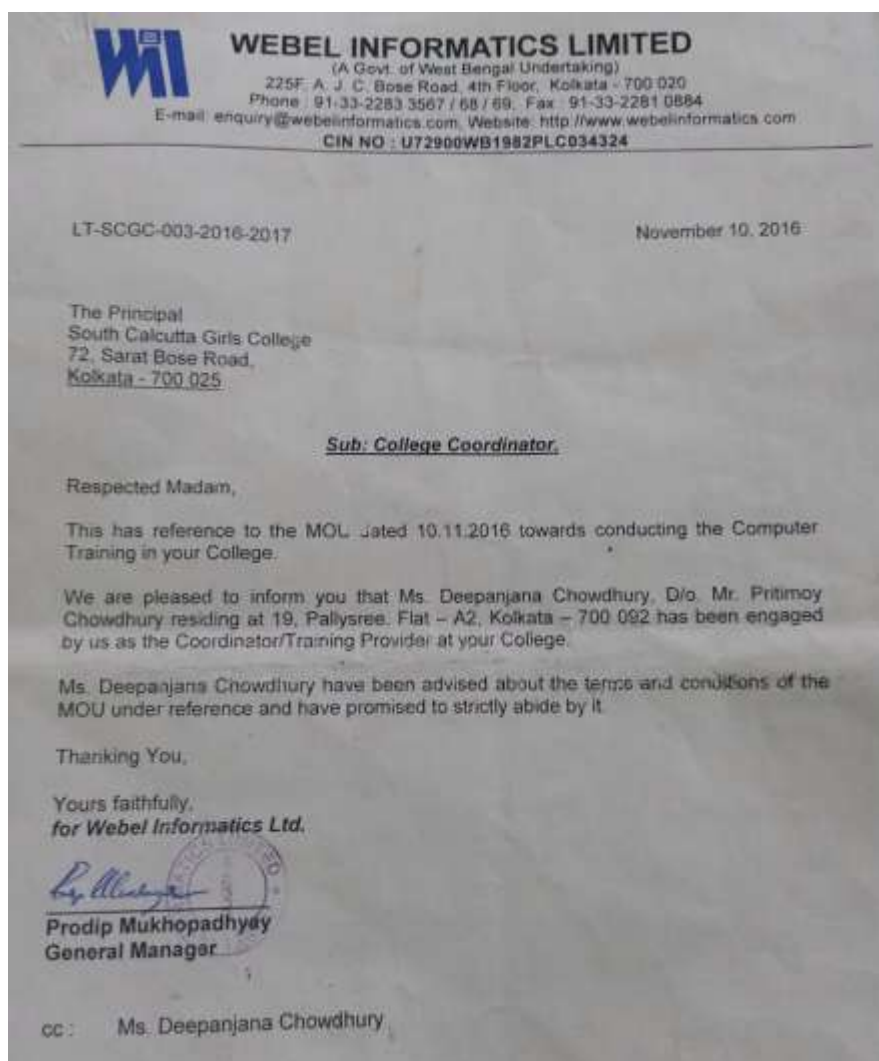 WIL
WEBEL INFORMATICS LIMITED
(A Govt. of West Bengal Undertaking)
225F, A. J. C. Bose Road, 4th Floor, Kolkata - 700 020
Phone : 91-33-2283 3567 / 68 / 69, Fax : 91-33-2281 0884
E-mail: enquiry@webelinformatics.com, Website: http://www.webelinformatics.com
CIN NO : U72900WB1982PLC034324
LT-SCGC-003-2016-2017 November 10, 2016
The Principal
South Calcutta Girls College
72, Sarat Bose Road,
Kolkata - 700 025
Sub: College Coordinator.
Respected Madam,
This has reference to the MOU dated 10.11.2016 towards conducting the Computer
Training in your College.
We are pleased to inform you that Ms. Deepanjana Chowdhury, D/o. Mr. Pritimoy
Chowdhury residing at 19, Pallysree, Flat – A2, Kolkata – 700 092 has been engaged
by us as the Coordinator/Training Provider at your College.
Ms. Deepanjana Chowdhury have been advised about the terms and conditions of the
MOU under reference and have promised to strictly abide by it.
Thanking You,
Yours faithfully,
for Webel Informatics Ltd.
Prodip Mukhopadhyay
General Manager
cc : Ms. Deepanjana Chowdhury